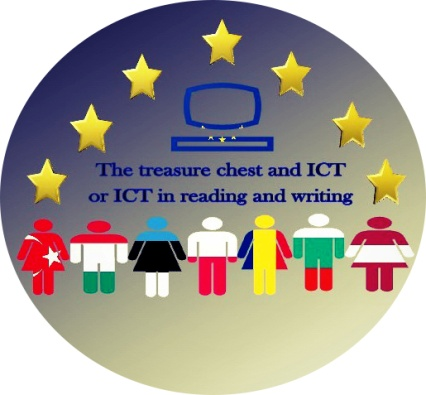 The treasure chest and ICT
or ICT in reading and writing